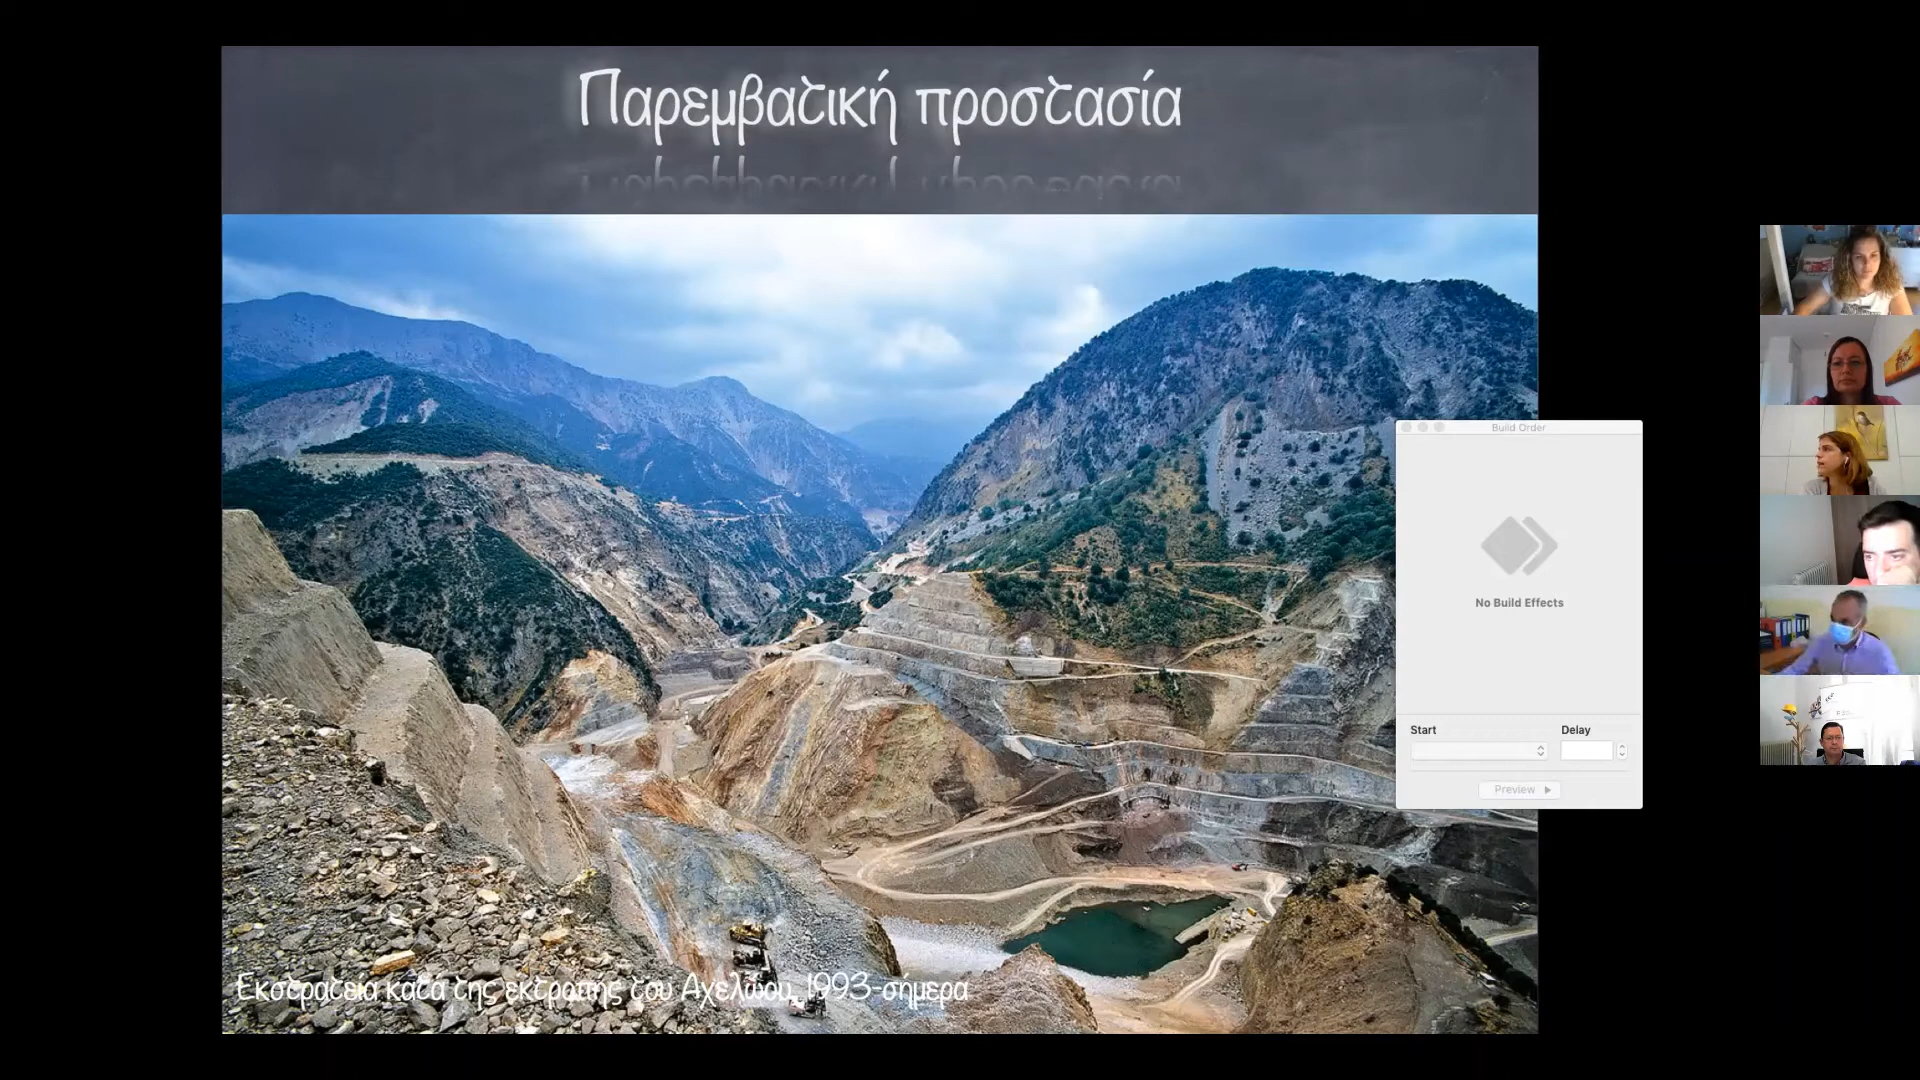 Παρεμβατική προστασία
Build Order
No Build Effects
Start
Delay
Preview
Εκστρατεία κατά της εκτροπής του Αχελώου, 1993-σήμερα